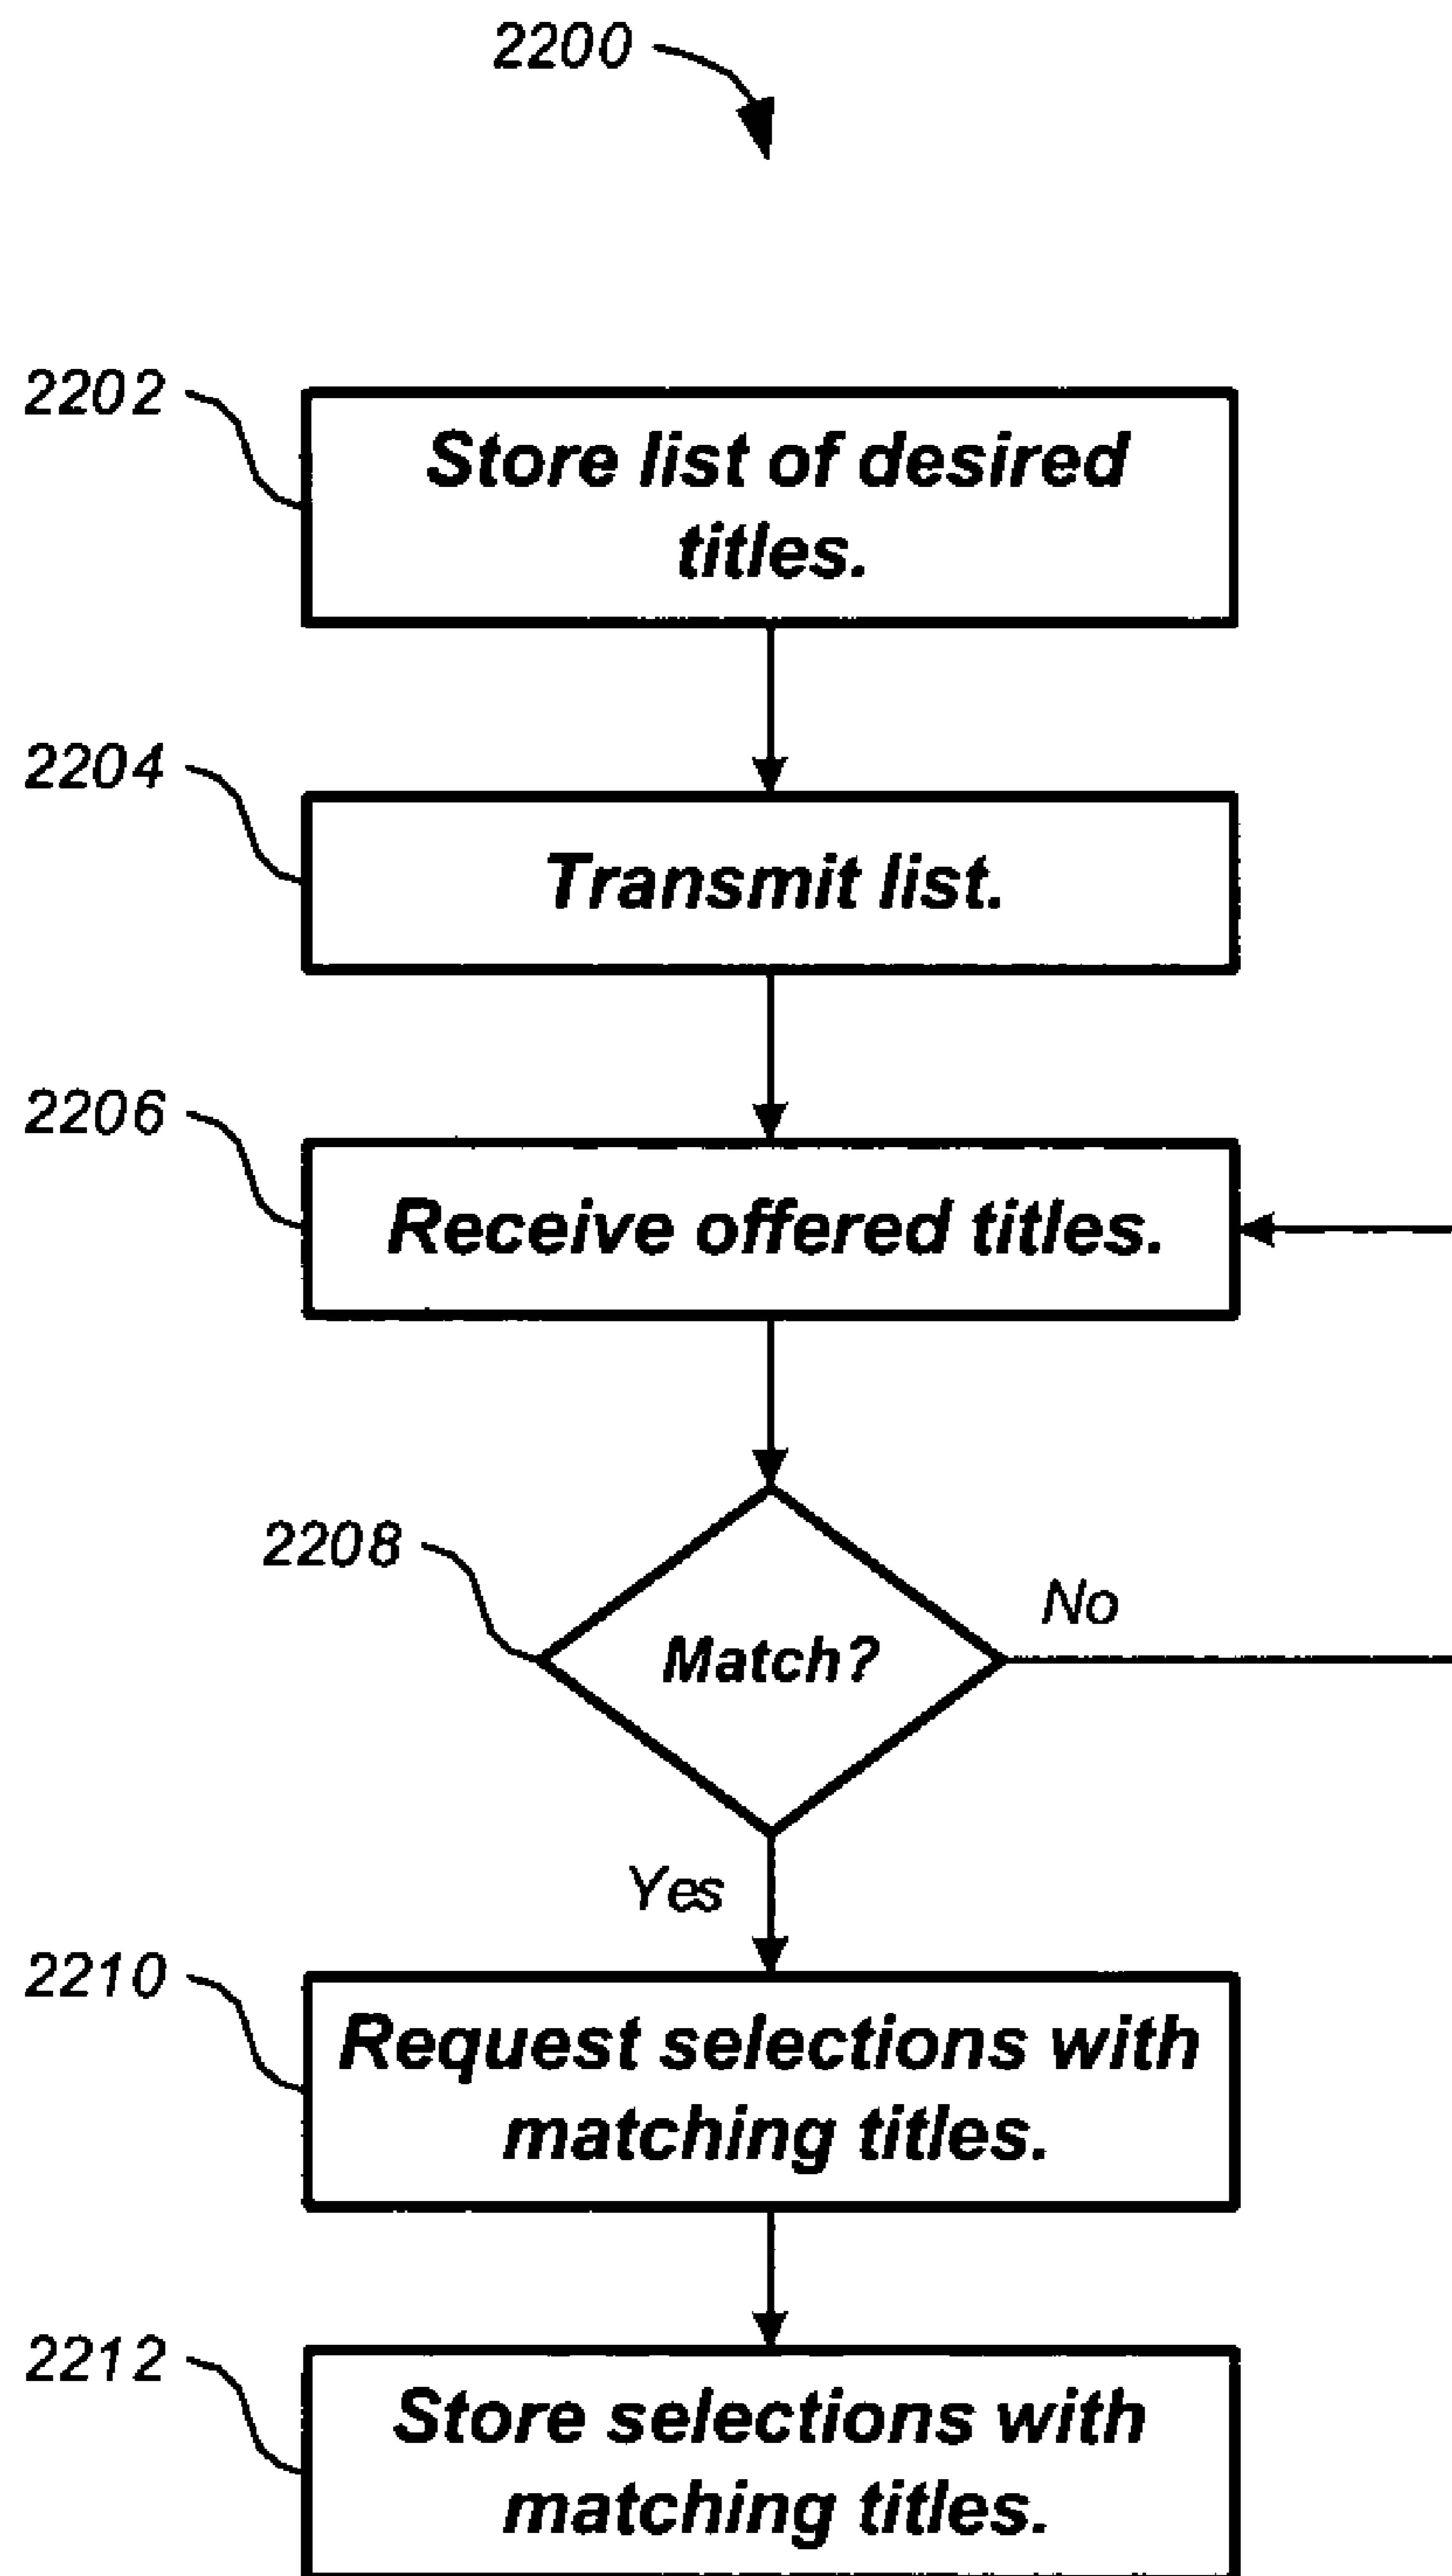 2200
2202
Store list of desired
titles.
2204
Transmit list.
2206
Receive offered titles.
2208
Match?
No
Yes
2210
Request selections with
matching titles.
2212
Store selections with
matching titles.